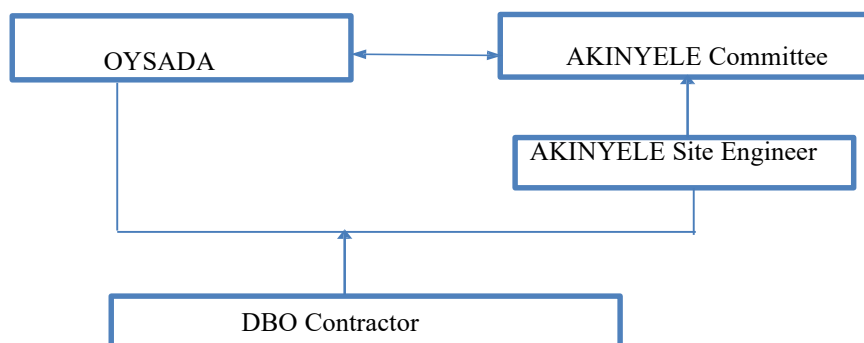 OYSADA
AKINYELE Committee
AKINYELE Site Engineer
DBO Contractor